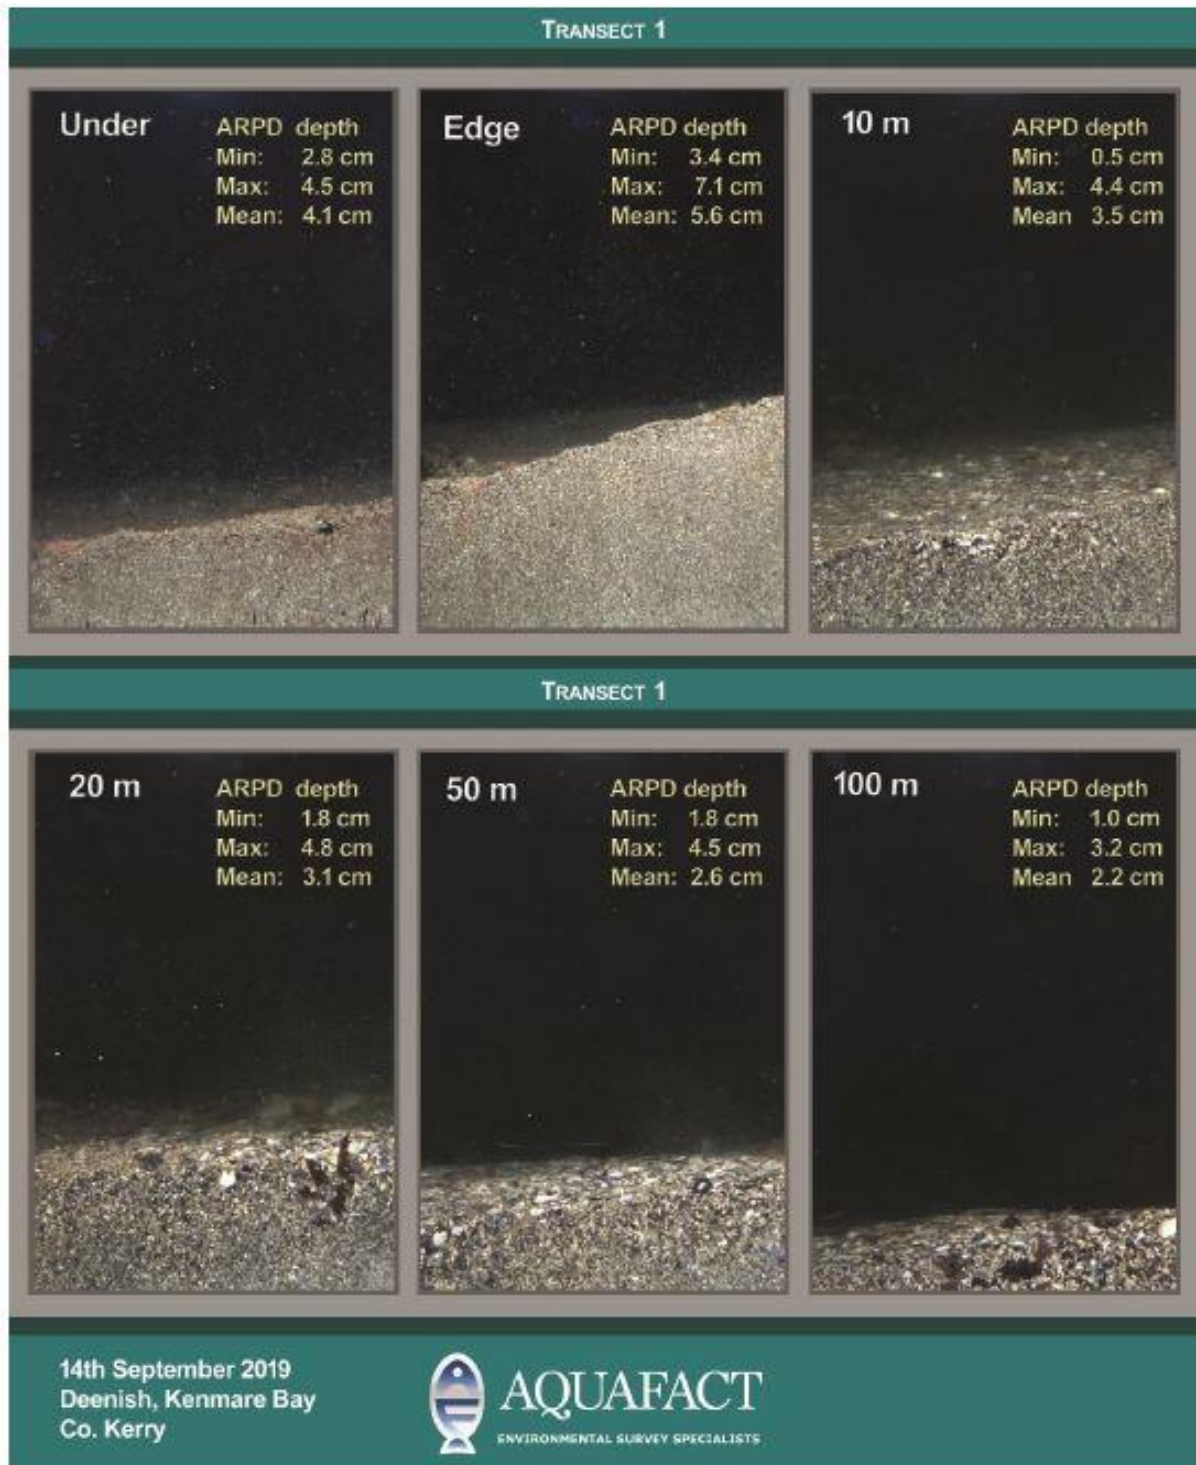 TRANSECT 1
Under
ARPD depth
Min: 2.8 cm
Max: 4.5 cm
Mean: 4.1 cm
Edge
ARPD depth
Min: 3.4 cm
Max: 7.1 cm
Mean: 5.6 cm
10 m
ARPD depth
Min: 0.5 cm
Max: 4.4 cm
Mean 3.5 cm
TRANSECT 1
20 m
ARPD depth
Min: 1.8 cm
Max: 4.8 cm
Mean: 3.1 cm
50 m
ARPD depth
Min: 1.8 cm
Max: 4.5 cm
Mean: 2.6 cm
100 m
ARPD depth
Min: 1.0 cm
Max: 3.2 cm
Mean 2.2 cm
14th September 2019
Deenish, Kenmare Bay
Co. Kerry
AQUAFACT
ENVIRONMENTAL SURVEY SPECIALISTS